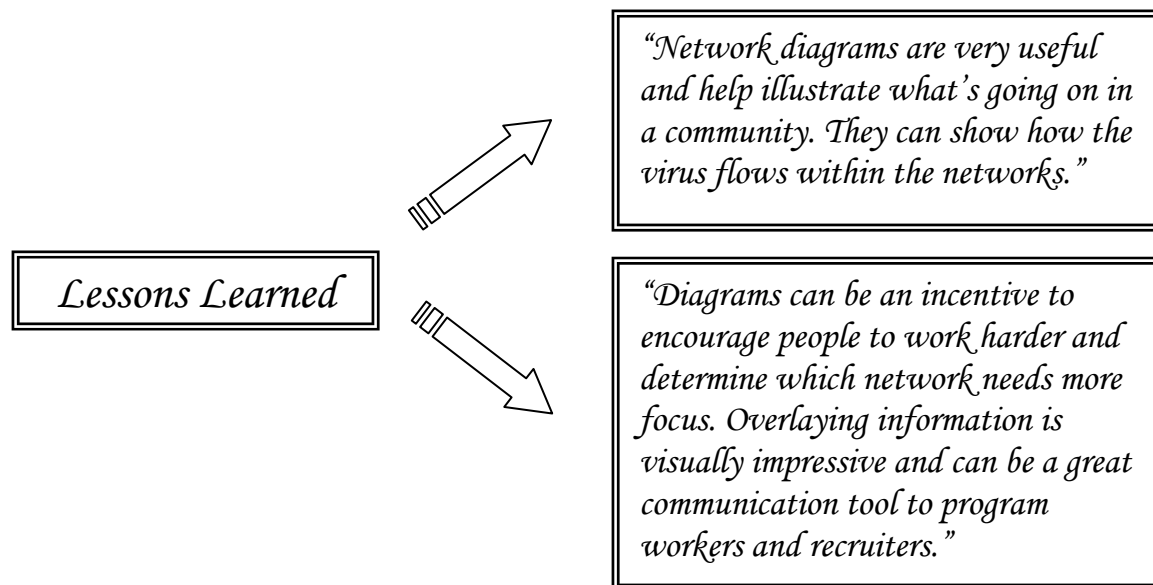 Lessons Learned
“Network diagrams are very useful
and help illustrate what’s going on in
a community. They can show how the
virus flows within the networks.”
“Diagrams can be an incentive to
encourage people to work harder and
determine which network needs more
focus. Overlaying information is
visually impressive and can be a great
communication tool to program
workers and recruiters.”